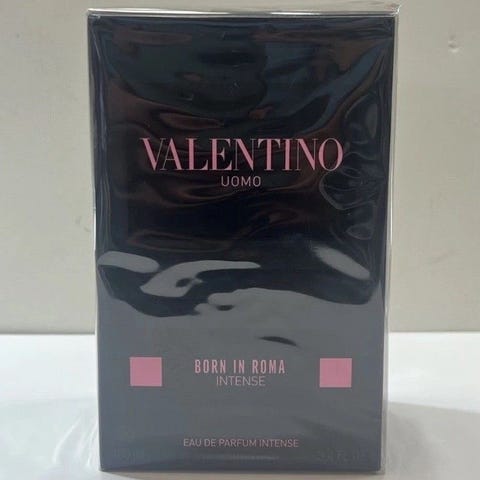 VALENTINO
UOMO
BORN IN ROMA
INTENSE
EAU DE PARFUM INTENSE